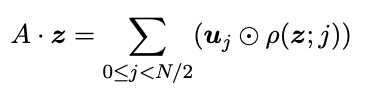 A · z = ∑ (u_j ⊙ ρ(z; j))
0≤j<N/2